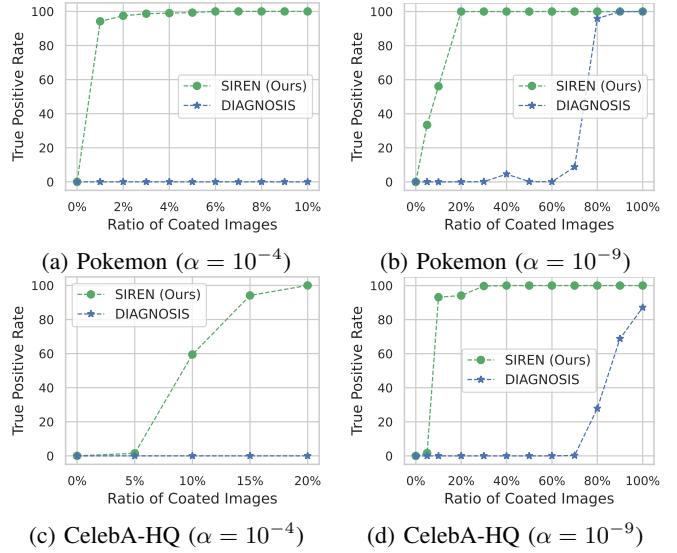 100
80
60
40
20
0
True Positive Rate
SIREN (Ours)
DIAGNOSIS
0% 2% 4% 6% 8% 10%
Ratio of Coated Images
(a) Pokemon (α = 10⁻⁴)
100
80
60
40
20
0
True Positive Rate
SIREN (Ours)
DIAGNOSIS
0% 20% 40% 60% 80% 100%
Ratio of Coated Images
(b) Pokemon (α = 10⁻⁹)
100
80
60
40
20
0
True Positive Rate
SIREN (Ours)
DIAGNOSIS
0% 5% 10% 15% 20%
Ratio of Coated Images
(c) CelebA-HQ (α = 10⁻⁴)
100
80
60
40
20
0
True Positive Rate
SIREN (Ours)
DIAGNOSIS
0% 20% 40% 60% 80% 100%
Ratio of Coated Images
(d) CelebA-HQ (α = 10⁻⁹)